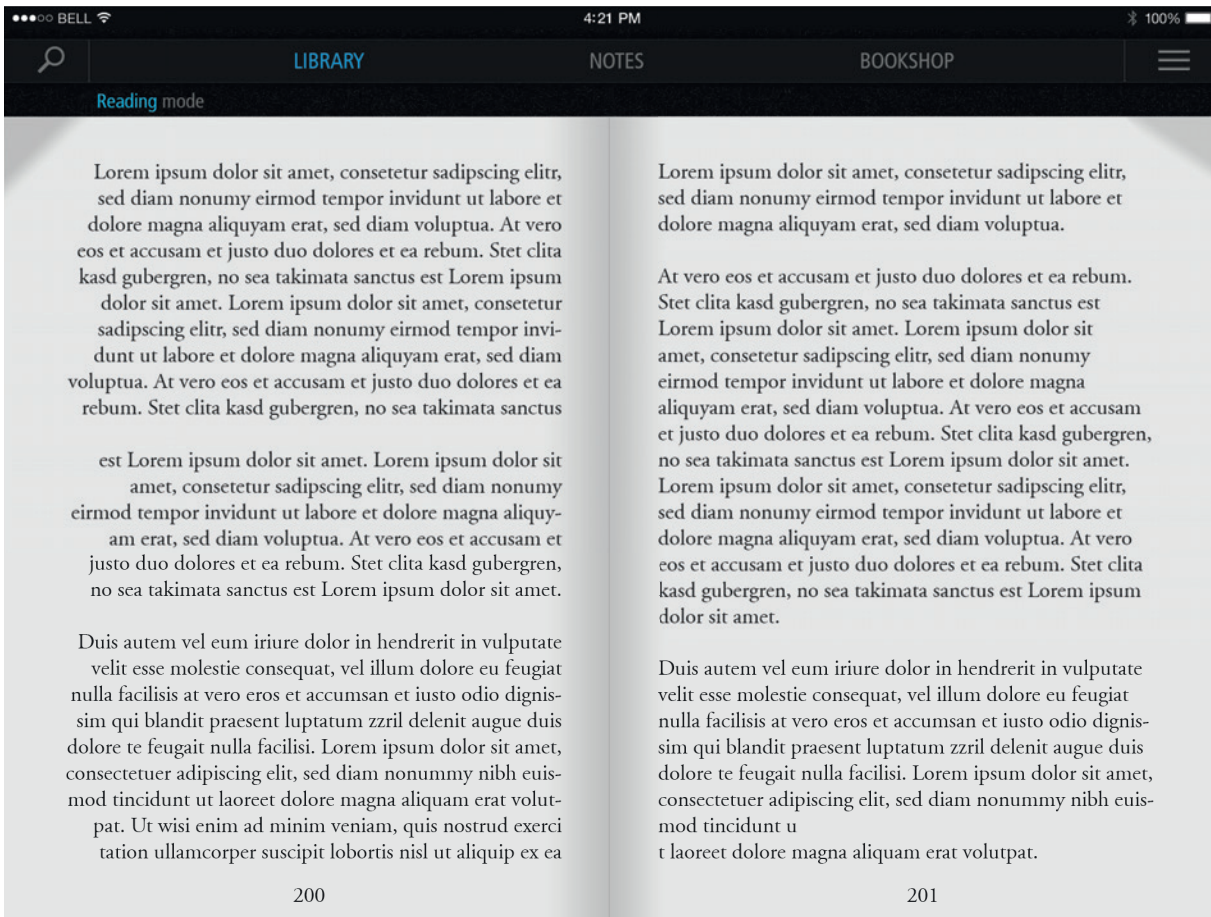 BELL
4:21 PM
100%
LIBRARY
NOTES
BOOKSHOP
Reading mode
Lorem ipsum dolor sit amet, consetetur sadipscing elitr,
sed diam nonumy eirmod tempor invidunt ut labore et
dolore magna aliquyam erat, sed diam voluptua. At vero
eos et accusam et justo duo dolores et ea rebum. Stet clita
kasd gubergren, no sea takimata sanctus est Lorem ipsum
dolor sit amet. Lorem ipsum dolor sit amet, consetetur
sadipscing elitr, sed diam nonumy eirmod tempor invi-
dunt ut labore et dolore magna aliquyam erat, sed diam
voluptua. At vero eos et accusam et justo duo dolores et ea
rebum. Stet clita kasd gubergren, no sea takimata sanctus
est Lorem ipsum dolor sit amet. Lorem ipsum dolor sit
amet, consetetur sadipscing elitr, sed diam nonumy
eirmod tempor invidunt ut labore et dolore magna aliquy-
am erat, sed diam voluptua. At vero eos et accusam et
justo duo dolores et ea rebum. Stet clita kasd gubergren,
no sea takimata sanctus est Lorem ipsum dolor sit amet.
Duis autem vel eum iriure dolor in hendrerit in vulputate
velit esse molestie consequat, vel illum dolore eu feugiat
nulla facilisis at vero eros et accumsan et iusto odio dignis-
sim qui blandit praesent luptatum zzril delenit augue duis
dolore te feugait nulla facilisi. Lorem ipsum dolor sit amet,
consectetuer adipiscing elit, sed diam nonummy nibh euis-
mod tincidunt ut laoreet dolore magna aliquam erat volut-
pat. Ut wisi enim ad minim veniam, quis nostrud exerci
tation ullamcorper suscipit lobortis nisl ut aliquip ex ea
200
Lorem ipsum dolor sit amet, consetetur sadipscing elitr,
sed diam nonumy eirmod tempor invidunt ut labore et
dolore magna aliquyam erat, sed diam voluptua.
At vero eos et accusam et justo duo dolores et ea rebum.
Stet clita kasd gubergren, no sea takimata sanctus est
Lorem ipsum dolor sit amet. Lorem ipsum dolor sit
amet, consetetur sadipscing elitr, sed diam nonumy
eirmod tempor invidunt ut labore et dolore magna
aliquyam erat, sed diam voluptua. At vero eos et accusam
et justo duo dolores et ea rebum. Stet clita kasd gubergren,
no sea takimata sanctus est Lorem ipsum dolor sit amet.
Lorem ipsum dolor sit amet, consetetur sadipscing elitr,
sed diam nonumy eirmod tempor invidunt ut labore et
dolore magna aliquyam erat, sed diam voluptua. At vero
eos et accusam et justo duo dolores et ea rebum. Stet clita
kasd gubergren, no sea takimata sanctus est Lorem ipsum
dolor sit amet.
Duis autem vel eum iriure dolor in hendrerit in vulputate
velit esse molestie consequat, vel illum dolore eu feugiat
nulla facilisis at vero eros et accumsan et iusto odio dignis-
sim qui blandit praesent luptatum zzril delenit augue duis
dolore te feugait nulla facilisi. Lorem ipsum dolor sit amet,
consectetuer adipiscing elit, sed diam nonummy nibh euis-
mod tincidunt u
t laoreet dolore magna aliquam erat volutpat.
201